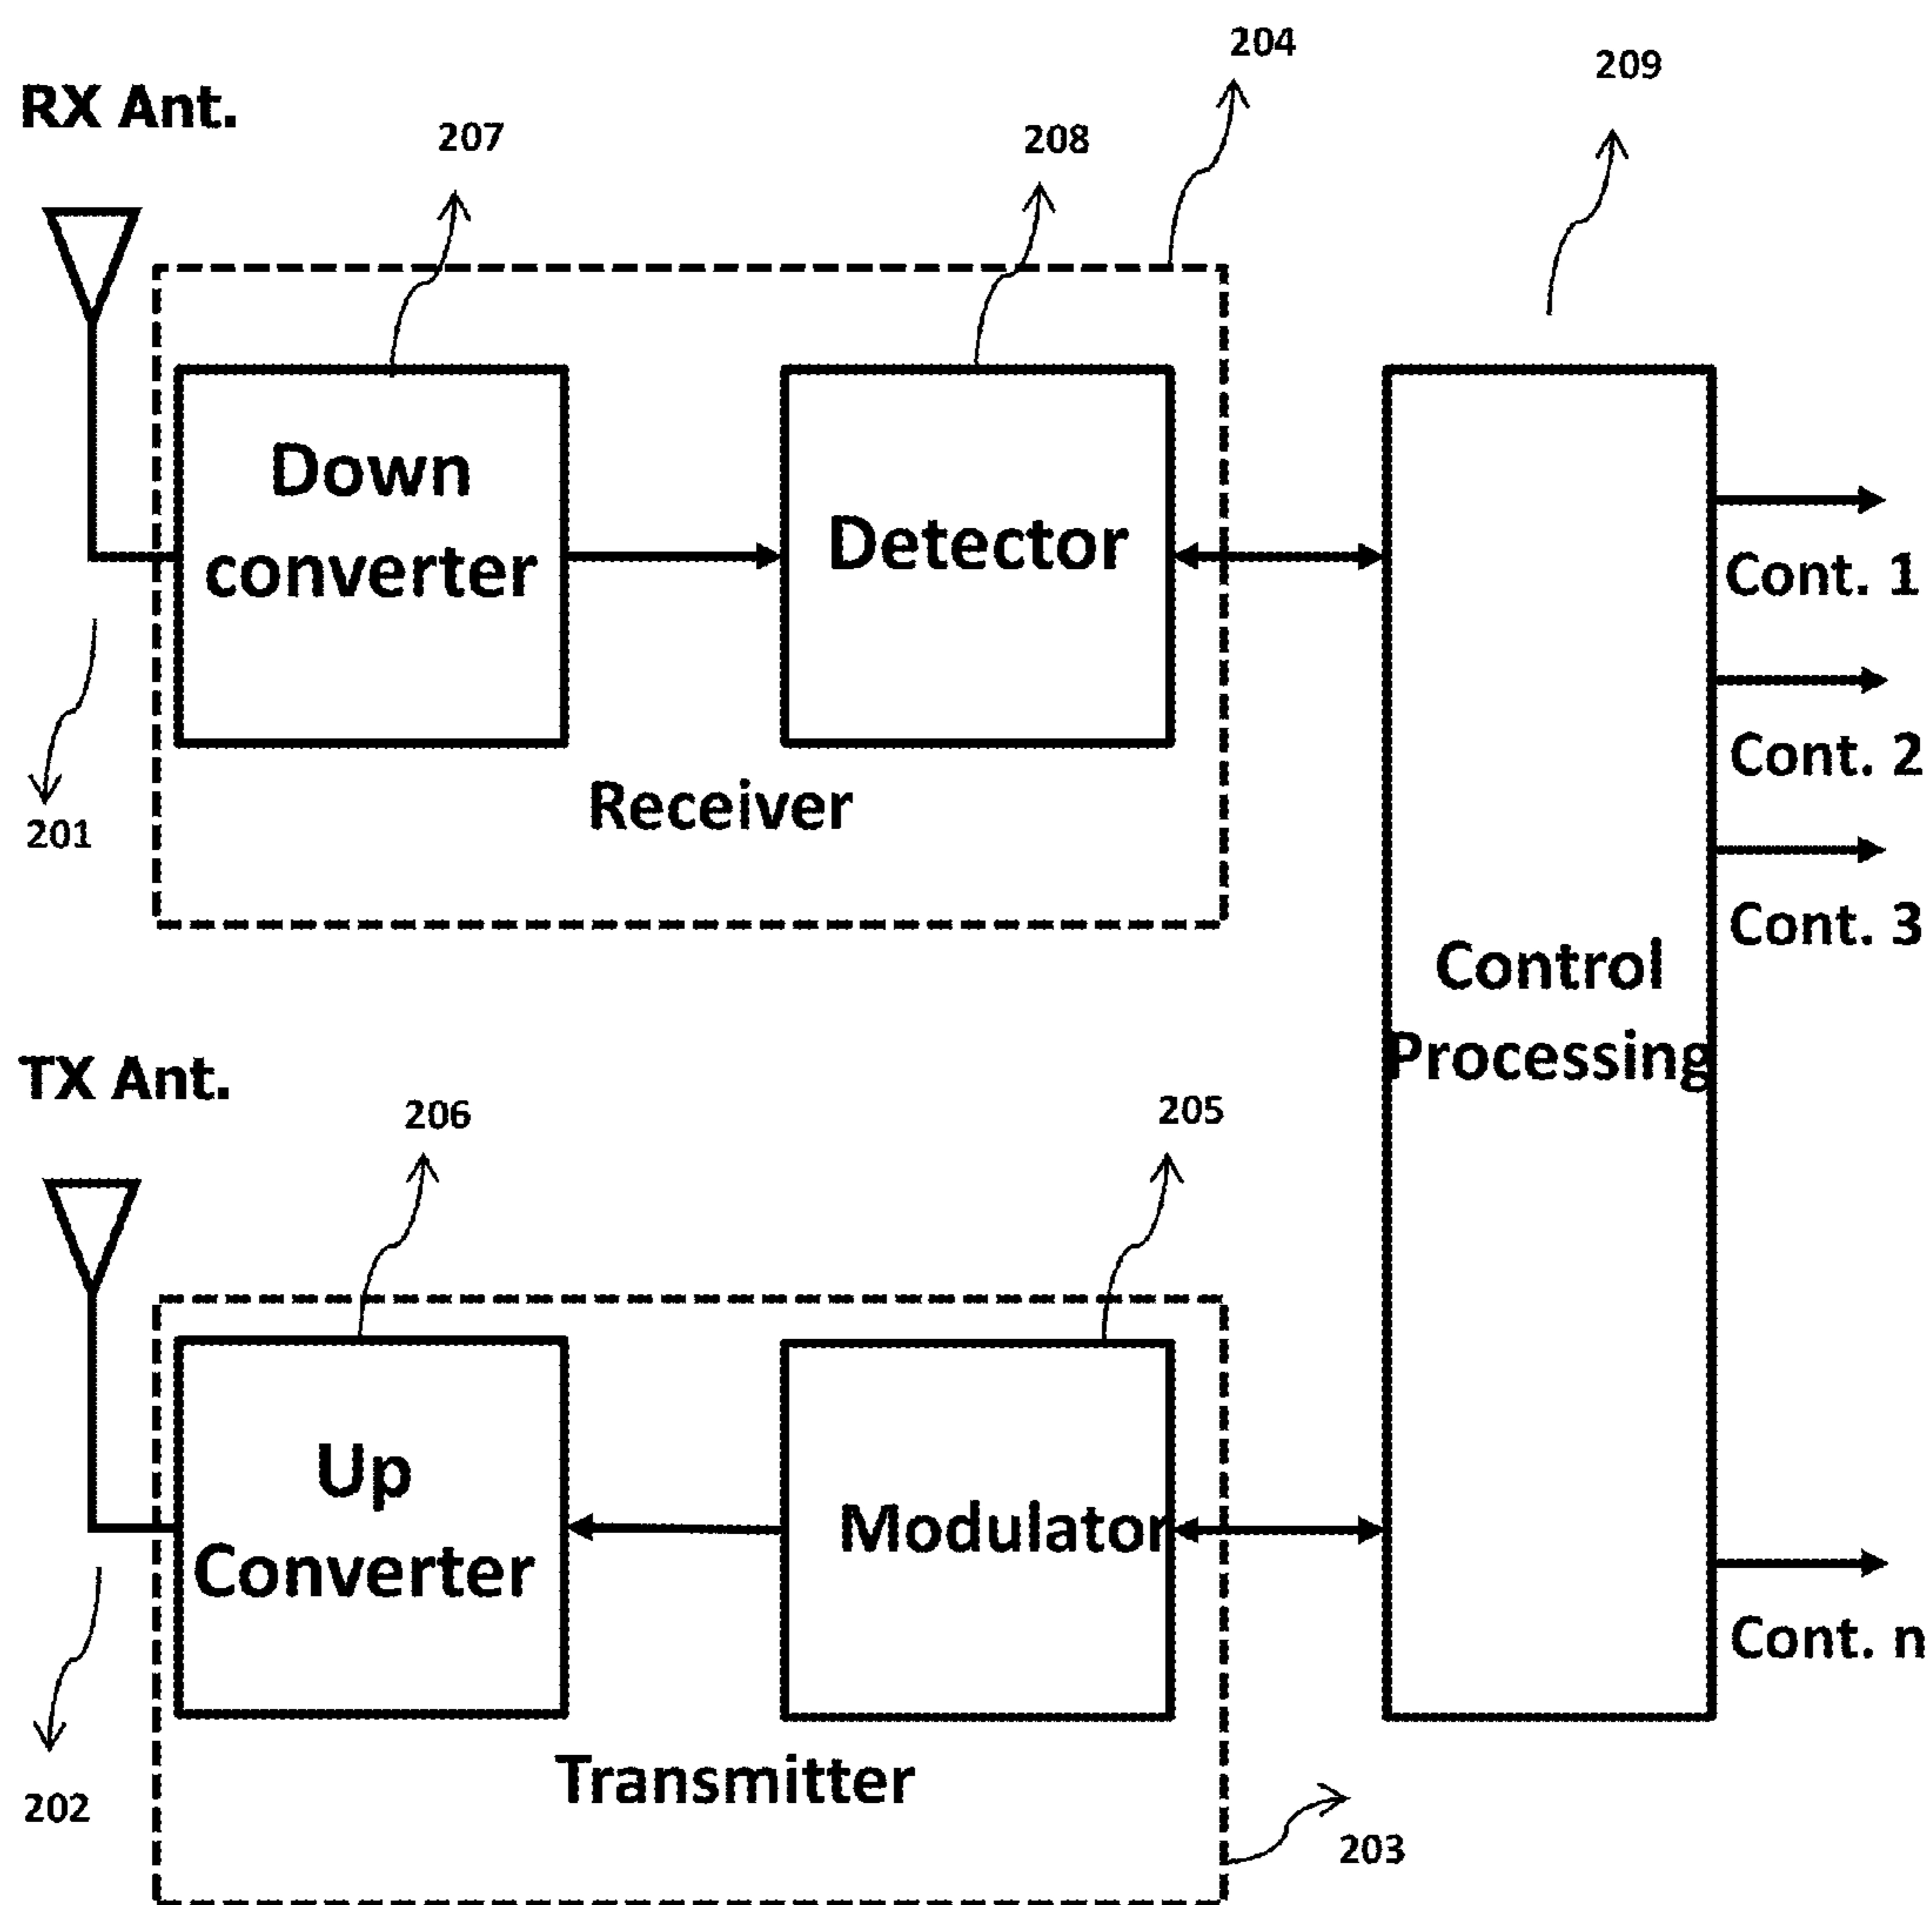 204
209
RX Ant.
207
208
Down
converter
Detector
Cont. 1
Cont. 2
Receiver
201
Cont. 3
Control
Processing
TX Ant.
206
205
Up
Converter
Modulator
Cont. n
Transmitter
202
203